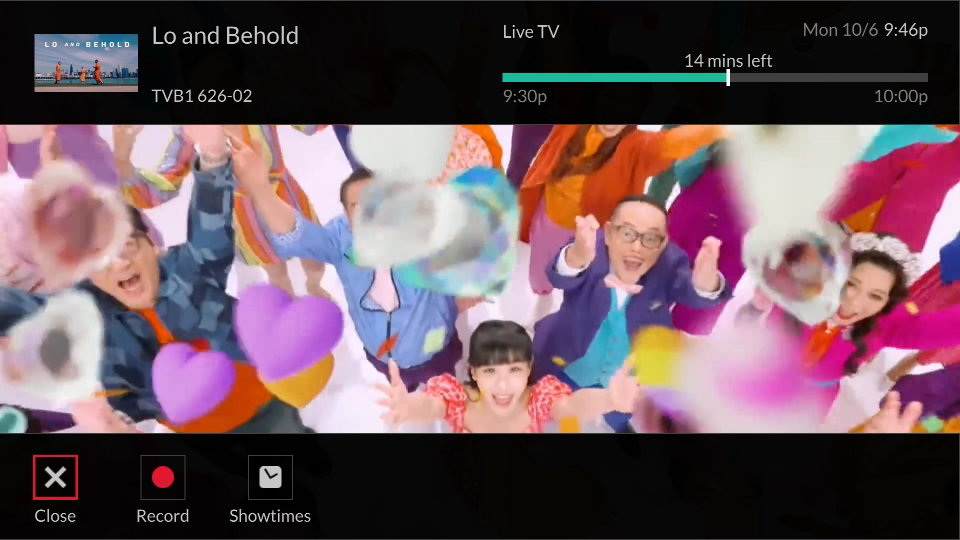 LO AND BEHOLD
Lo and Behold
TVB1 626-02
Live TV
Mon 10/6 9:46p
14 mins left
9:30p
10:00p
Close
Record
Showtimes